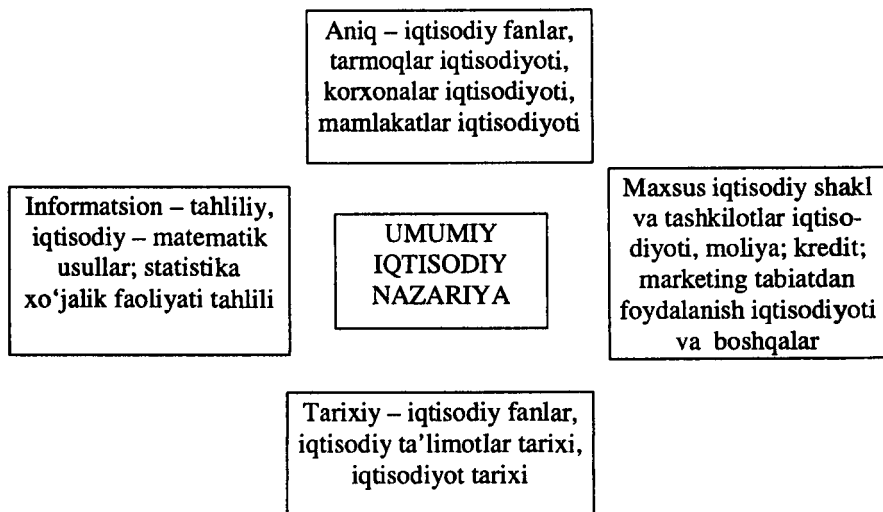 Aniq – iqtisodiy fanlar,
tarmoqlar iqtisodiyoti,
korxonalar iqtisodiyoti,
mamlakatlar iqtisodiyoti
Informatsion – tahliliy,
iqtisodiy – matematik
usullar; statistika
xo‘jalik faoliyati tahlili
UMUMIY
IQTISODIY
NAZARIYA
Maxsus iqtisodiy shakl
va tashkilotlar iqtiso-
diyoti, moliya; kredit;
marketing tabiatdan
foydalanish iqtisodiyoti
va boshqalar
Tarixiy – iqtisodiy fanlar,
iqtisodiy ta’limotlar tarixi,
iqtisodiyot tarixi